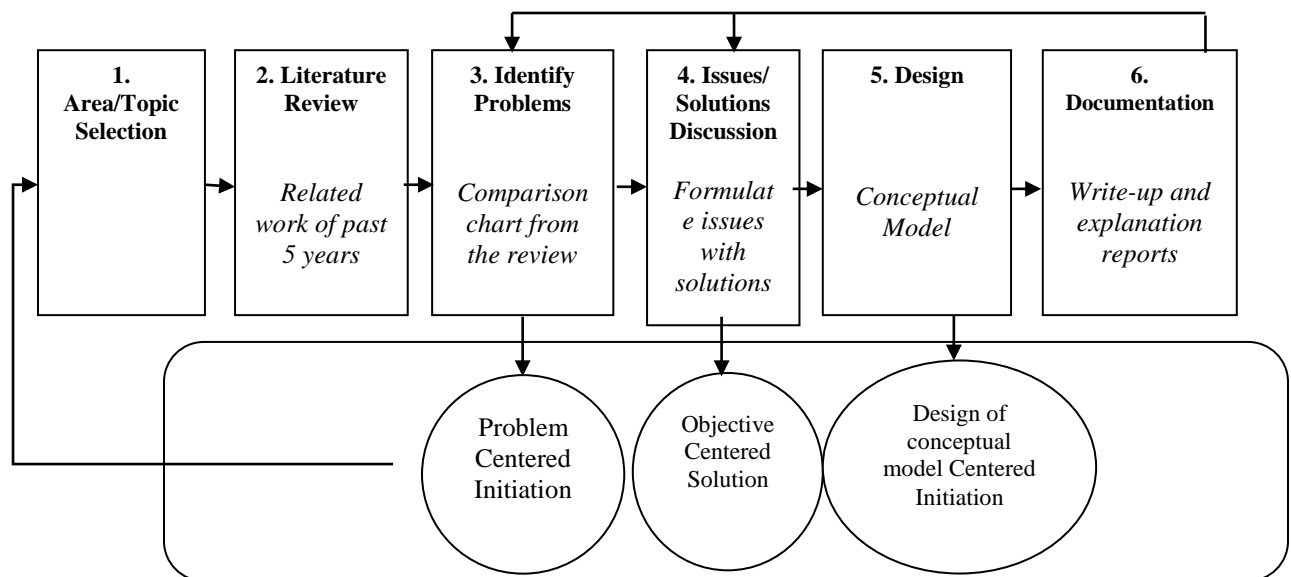 1.
Area/Topic
Selection
2. Literature
Review
Related
work of past
5 years
3. Identify
Problems
Comparison
chart from
the review
4. Issues/
Solutions
Discussion
Formulat
e issues
with
solutions
5. Design
Conceptual
Model
6.
Documentation
Write-up and
explanation
reports
Problem
Centered
Initiation
Objective
Centered
Solution
Design of
conceptual
model Centered
Initiation